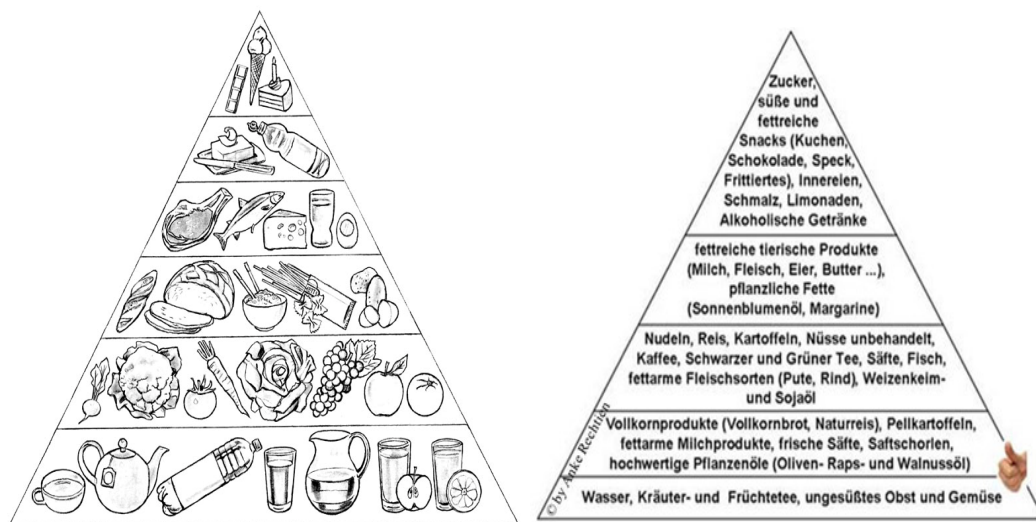 Zucker,
süße und
fettreiche
Snacks (Kuchen,
Schokolade, Speck,
Frittiertes), Innereien,
Schmalz, Limonaden,
Alkoholische Getränke
fettreiche tierische Produkte
(Milch, Fleisch, Eier, Butter ...),
pflanzliche Fette
(Sonnenblumenöl, Margarine)
Nudeln, Reis, Kartoffeln, Nüsse unbehandelt,
Kaffee, Schwarzer und Grüner Tee, Säfte, Fisch,
fettarme Fleischsorten (Pute, Rind), Weizenkeim-
und Sojaöl
Vollkornprodukte (Vollkornbrot, Naturreis), Pellkartoffeln,
fettarme Milchprodukte, frische Säfte, Saftschorlen,
hochwertige Pflanzenöle (Oliven- Raps- und Walnussöl)
Wasser, Kräuter- und Früchtetee, ungesüßtes Obst und Gemüse
© by Anke Rechtien